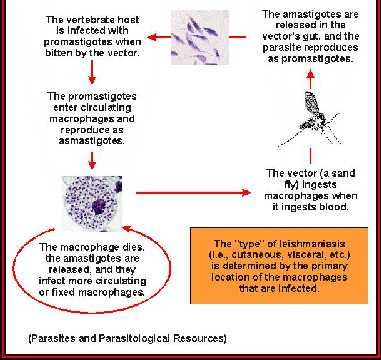 The vertebrate host
is infected with
promastigotes when
bitten by the vector.
The promastigotes
enter circulating
macrophages and
reproduce as
asmastigotes.
The macrophage dies,
the amastigotes are
released, and they
infect more circulating
or fixed macrophages.
The amastigotes are
released in the
vector's gut, and the
parasite reproduces
as promastigotes.
The vector (a sand
fly) ingests
macrophages when
it ingests blood.
The "type" of leishmaniasis
(i.e., cutaneous, visceral, etc.)
is determined by the primary
location of the macrophages
that are infected.
(Parasites and Parasitological Resources)